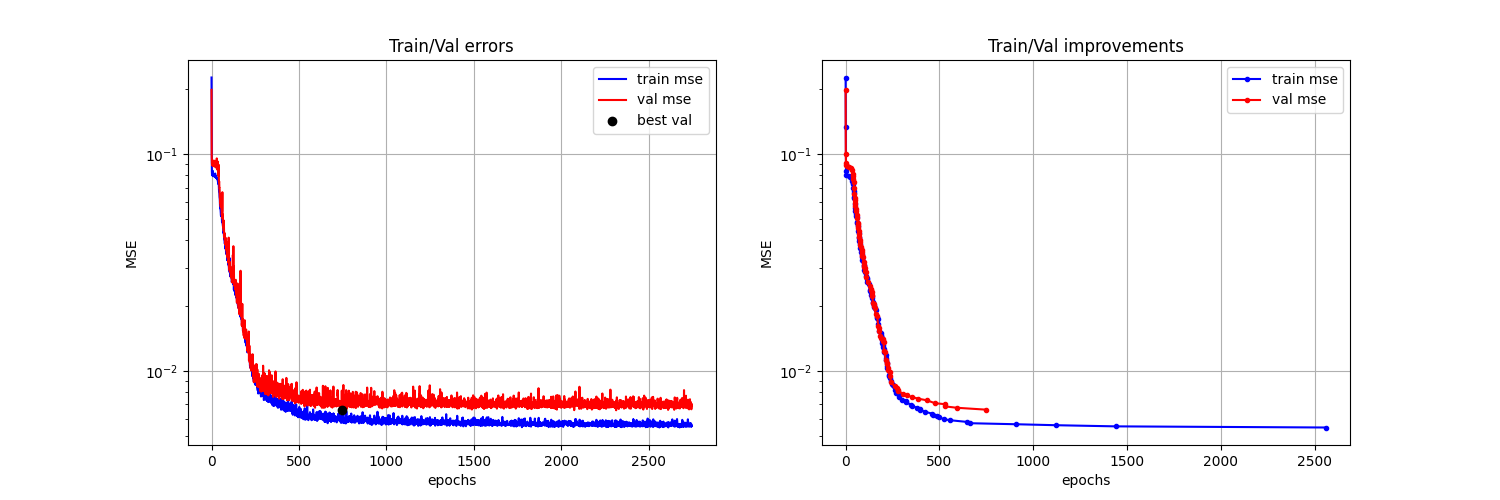 Train/Val errors
train mse
val mse
best val
10⁻¹
10⁻²
MSE
0 500 1000 1500 2000 2500
epochs
Train/Val improvements
train mse
val mse
10⁻¹
10⁻²
MSE
0 500 1000 1500 2000 2500
epochs